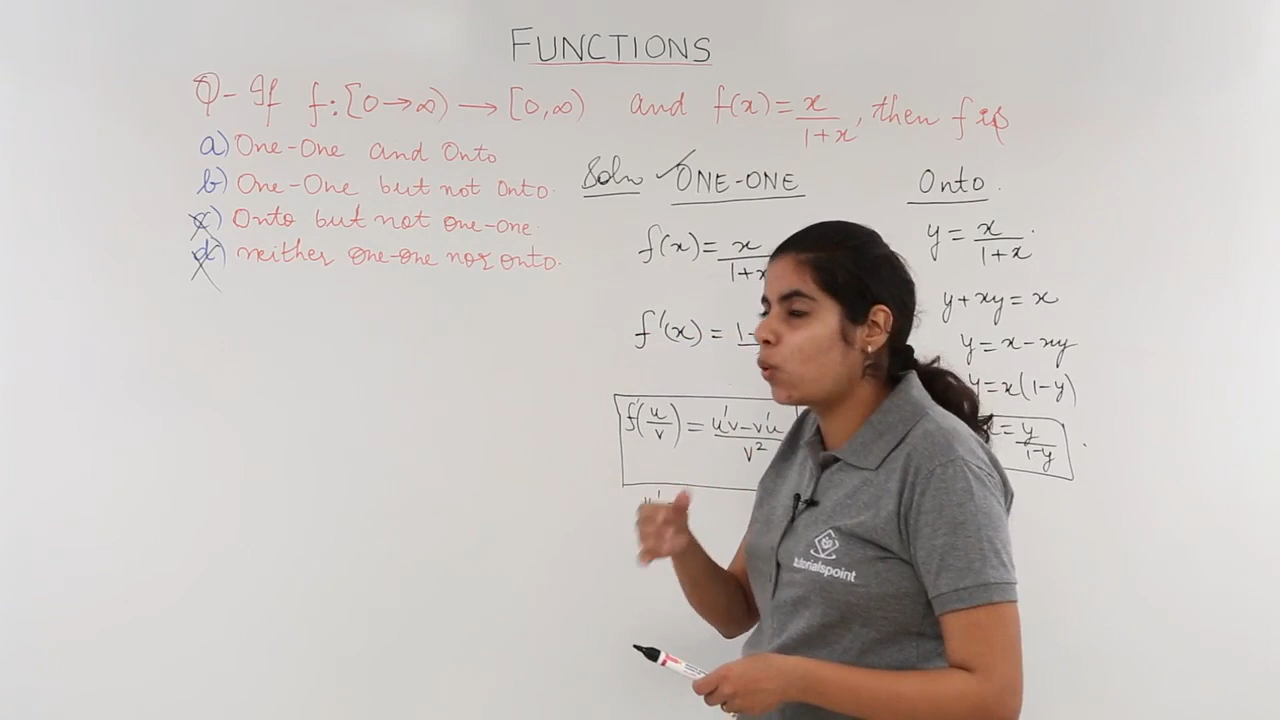 FUNCTIONS
Q- If f:[0→∞) → [0,∞) and f(x) = x/1+x, then f is
a) One-One and Onto
b) One-One but not Onto.
c) Onto but not one-one.
d) neither one-one nor onto.
Soln ✓ONE-ONE
f(x) = x/1+x
f'(x) = 1-
f'(u/v) = u'v-v'u/v²
u'
Onto.
y = x/1+x.
y+xy = x
y = x-xy
y = x(1-y)
= y/1-y
tutorialspoint